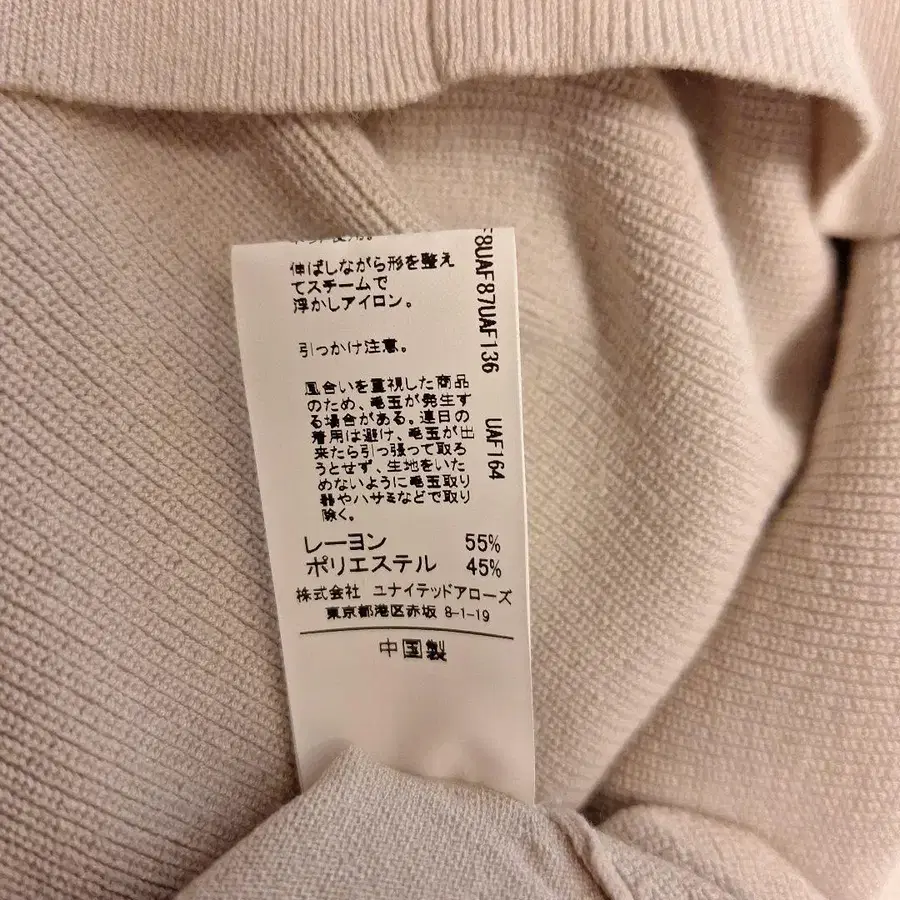 伸ばしながら形を整え
てスチームで
浮かしアイロン。
引っかけ注意。
風合いを重視した商品
のため、毛玉が発生す
る場合がある。連日の
着用は避け、毛玉が出
来たら引っ張って取ろ
うとせず、生地をいた
めないように毛玉取り
器やハサミなどで取り
除く。
レーヨン 55%
ポリエステル 45%
株式会社 ユナイテッドアローズ
東京都港区赤坂 8-1-19
中国製
8UAF87UAF136 UAF164